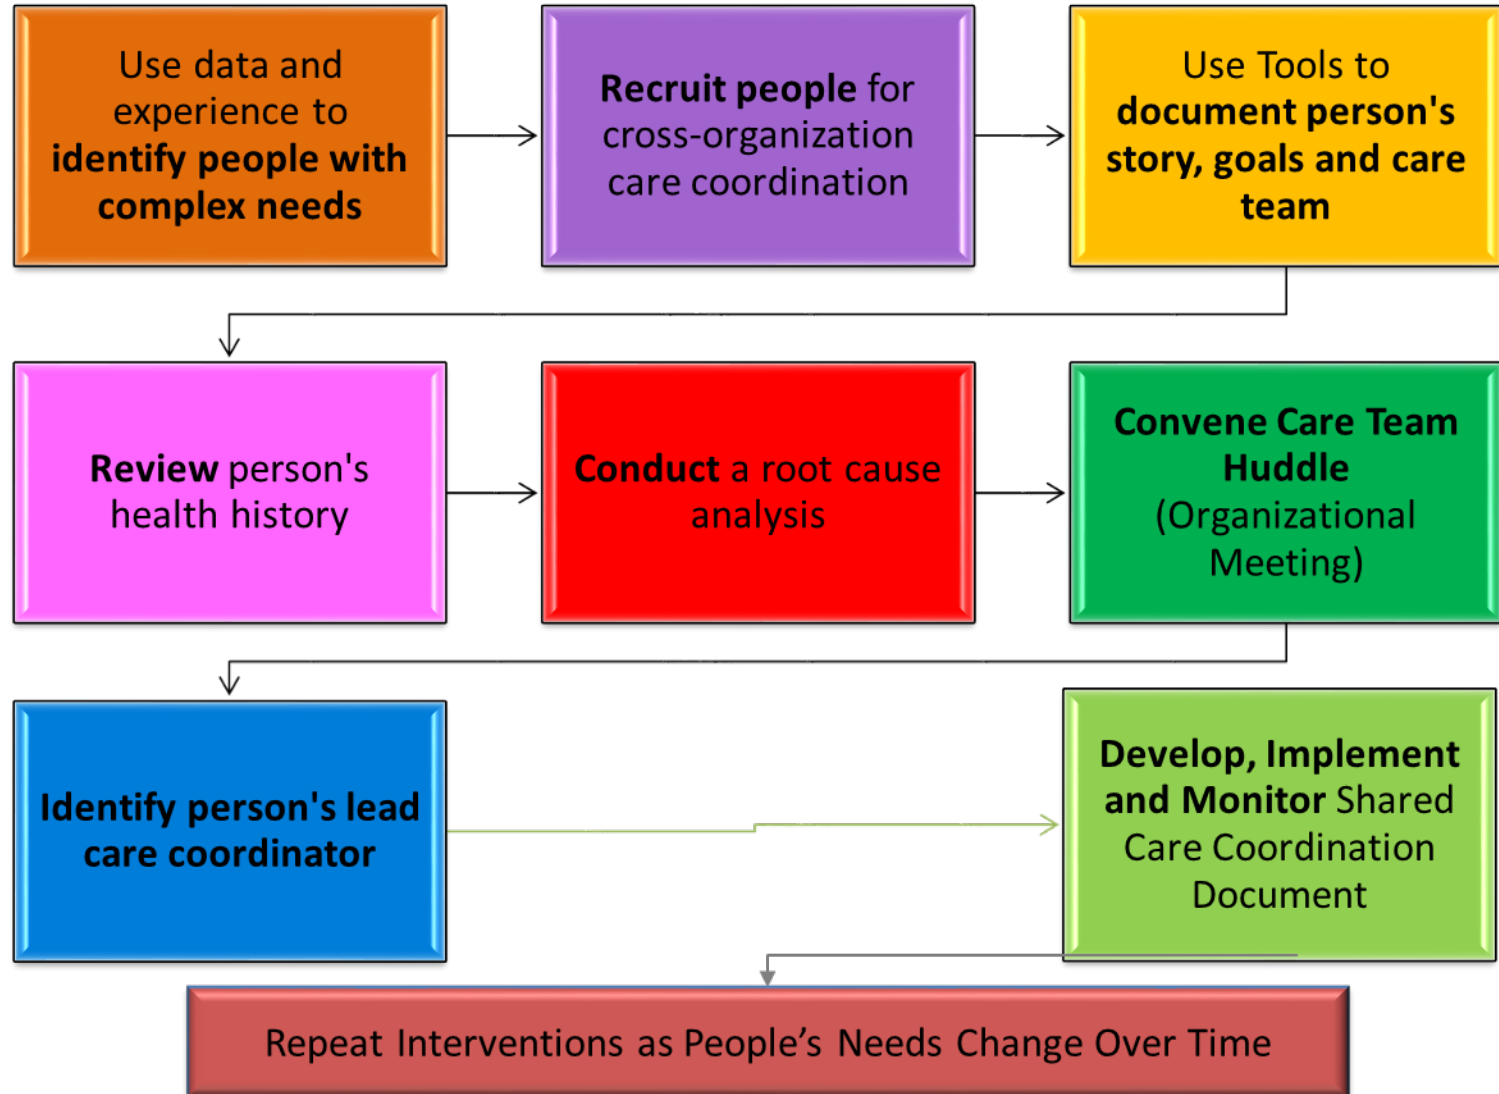 Use data and
experience to
identify people with
complex needs
Recruit people for
cross-organization
care coordination
Use Tools to
document person's
story, goals and care
team
Review person's
health history
Conduct a root cause
analysis
Convene Care Team
Huddle
(Organizational
Meeting)
Identify person's lead
care coordinator
Develop, Implement
and Monitor Shared
Care Coordination
Document
Repeat Interventions as People’s Needs Change Over Time